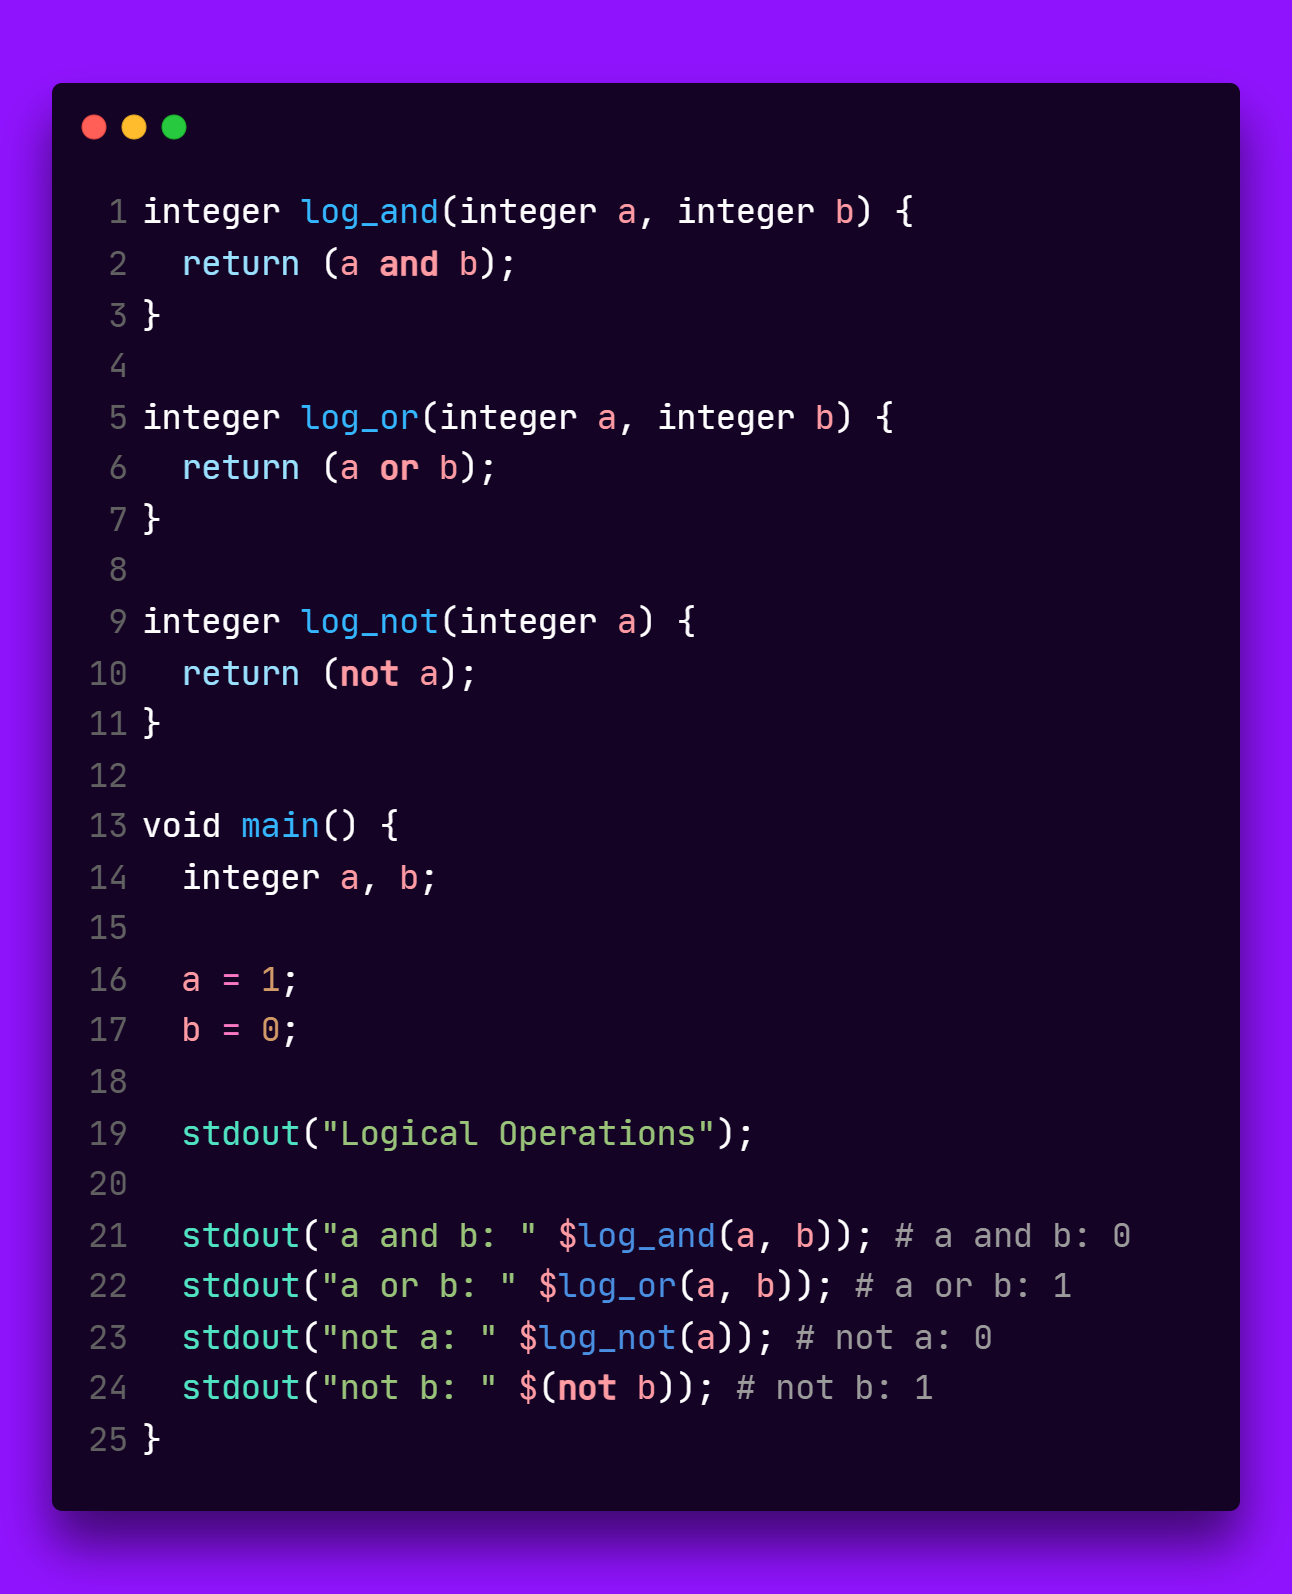 1 integer log_and(integer a, integer b) {
2   return (a and b);
3 }
4
5 integer log_or(integer a, integer b) {
6   return (a or b);
7 }
8
9 integer log_not(integer a) {
10   return (not a);
11 }
12
13 void main() {
14   integer a, b;
15
16   a = 1;
17   b = 0;
18
19   stdout("Logical Operations");
20
21   stdout("a and b: " $log_and(a, b)); # a and b: 0
22   stdout("a or b: " $log_or(a, b)); # a or b: 1
23   stdout("not a: " $log_not(a)); # not a: 0
24   stdout("not b: " $(not b)); # not b: 1
25 }